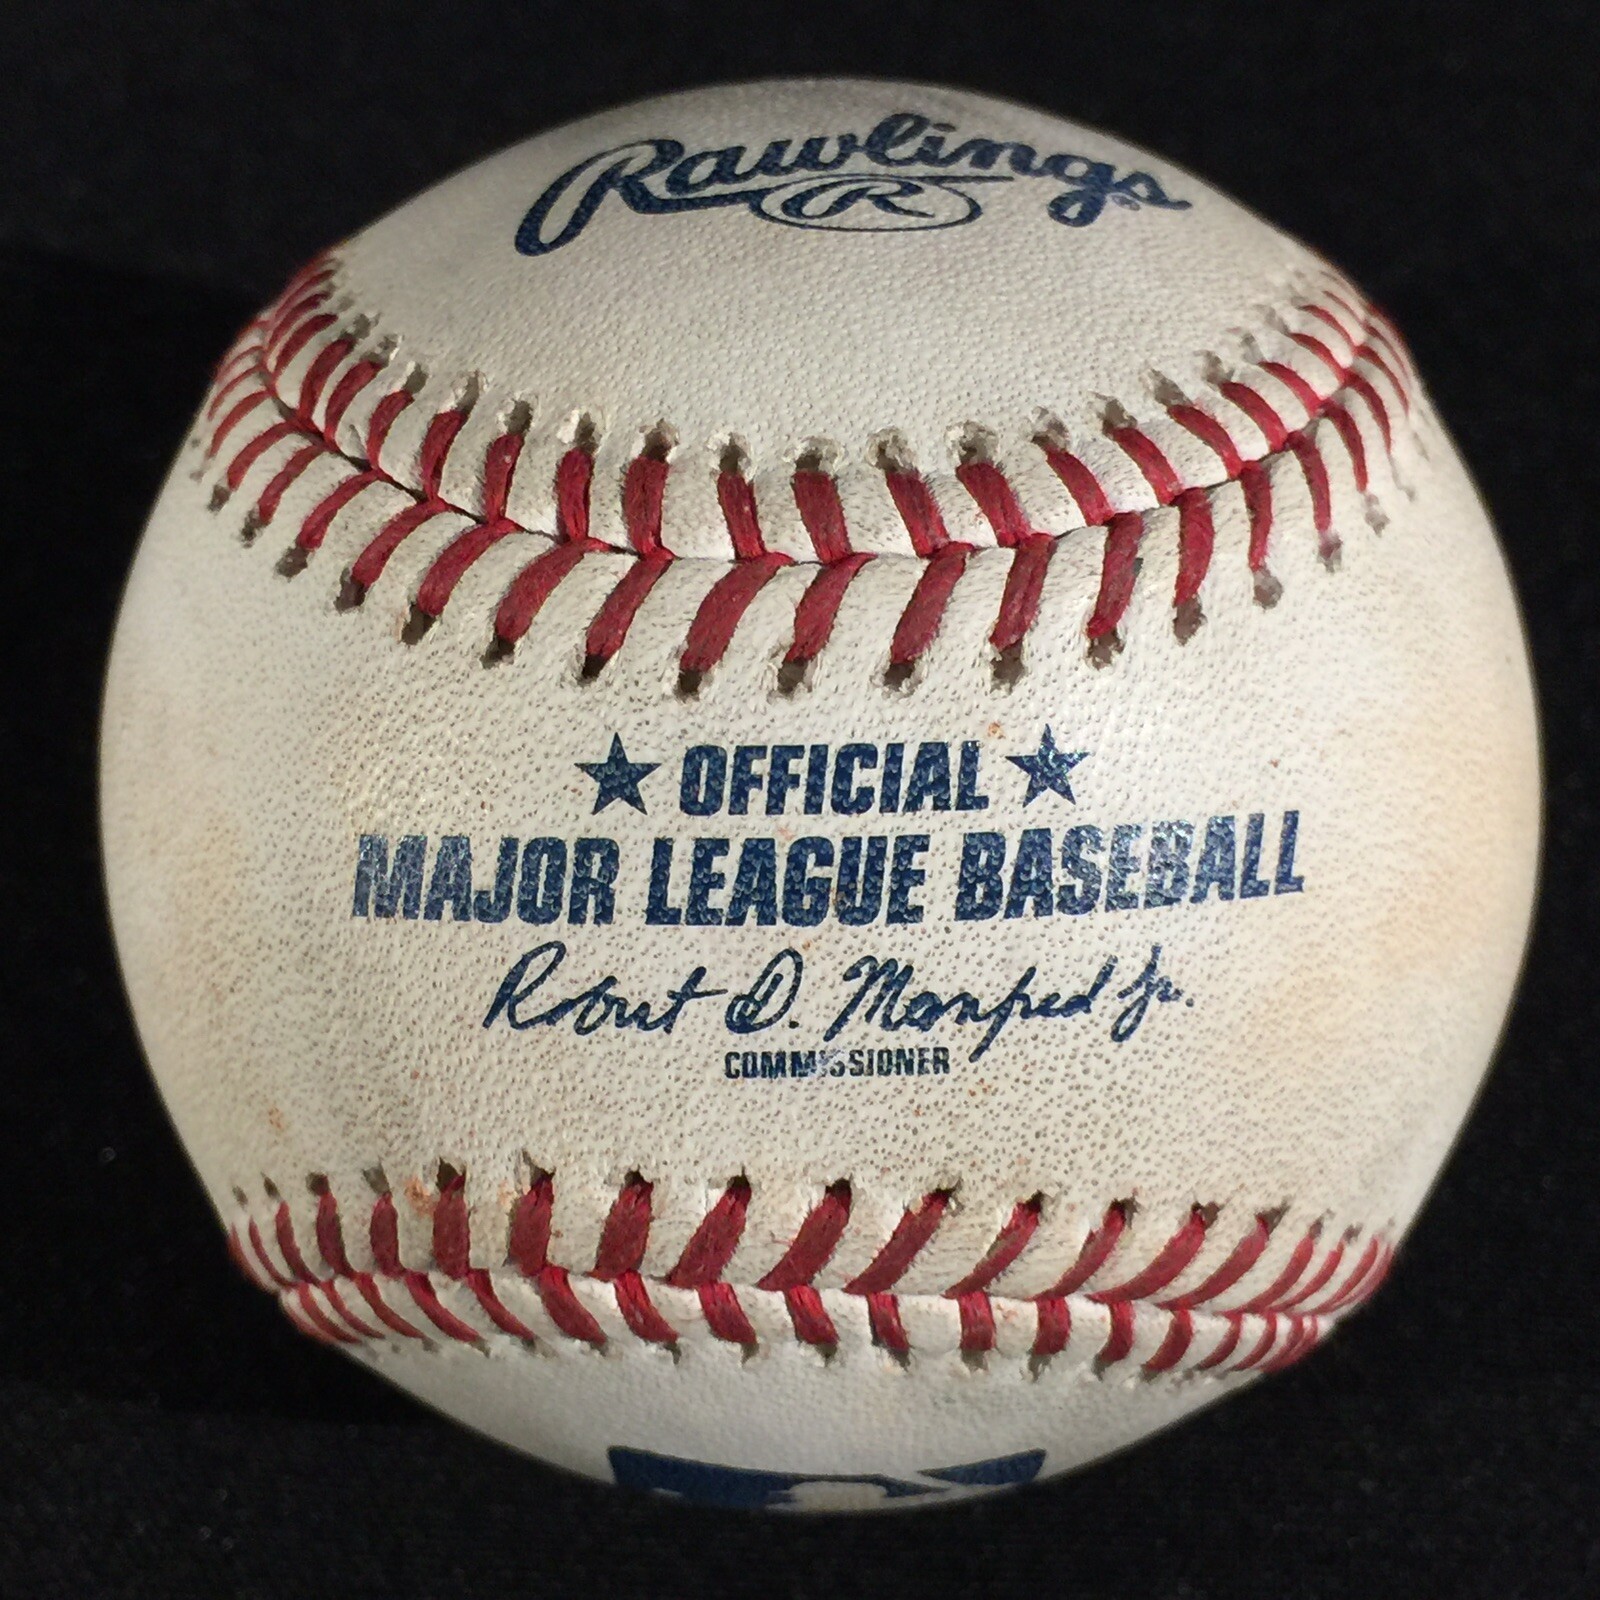 Rawlings
R
OFFICIAL
MAJOR LEAGUE BASEBALL
Robert D. Manfred Jr.
COMMISSIONER